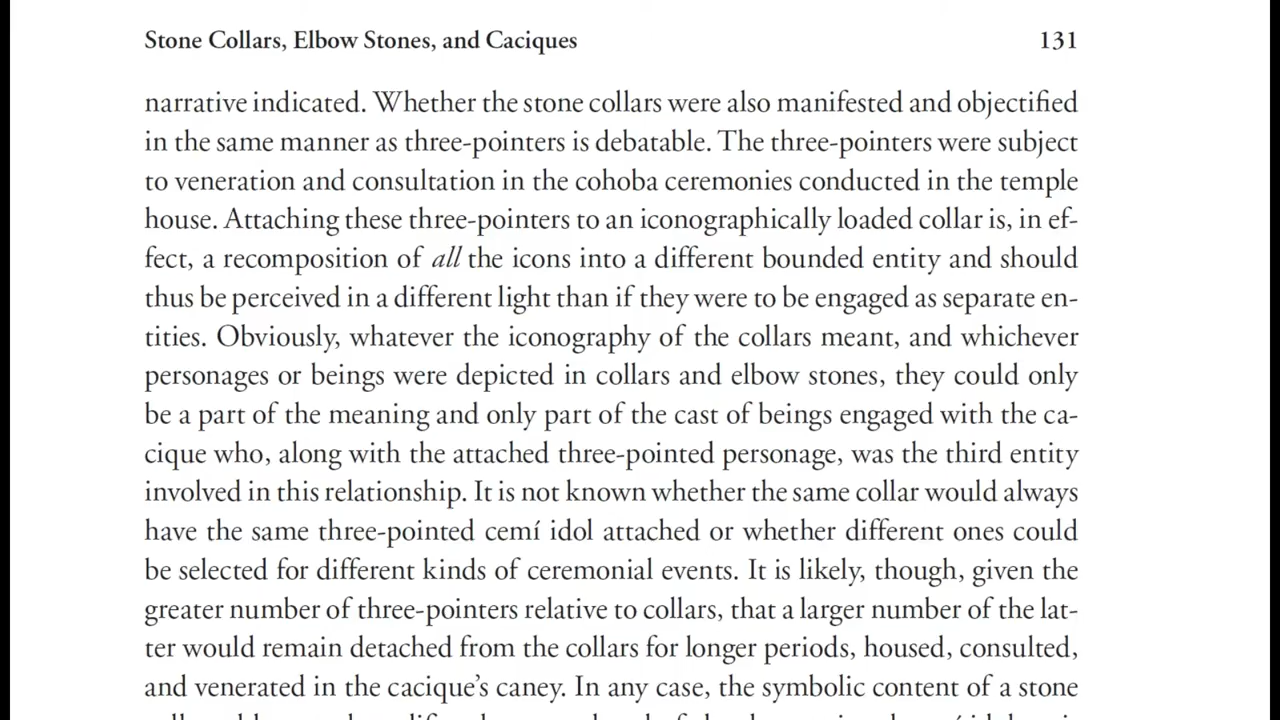 Stone Collars, Elbow Stones, and Caciques 131
narrative indicated. Whether the stone collars were also manifested and objectified
in the same manner as three-pointers is debatable. The three-pointers were subject
to veneration and consultation in the cohoba ceremonies conducted in the temple
house. Attaching these three-pointers to an iconographically loaded collar is, in ef-
fect, a recomposition of all the icons into a different bounded entity and should
thus be perceived in a different light than if they were to be engaged as separate en-
tities. Obviously, whatever the iconography of the collars meant, and whichever
personages or beings were depicted in collars and elbow stones, they could only
be a part of the meaning and only part of the cast of beings engaged with the ca-
cique who, along with the attached three-pointed personage, was the third entity
involved in this relationship. It is not known whether the same collar would always
have the same three-pointed cemí idol attached or whether different ones could
be selected for different kinds of ceremonial events. It is likely, though, given the
greater number of three-pointers relative to collars, that a larger number of the lat-
ter would remain detached from the collars for longer periods, housed, consulted,
and venerated in the cacique's caney. In any case, the symbolic content of a stone